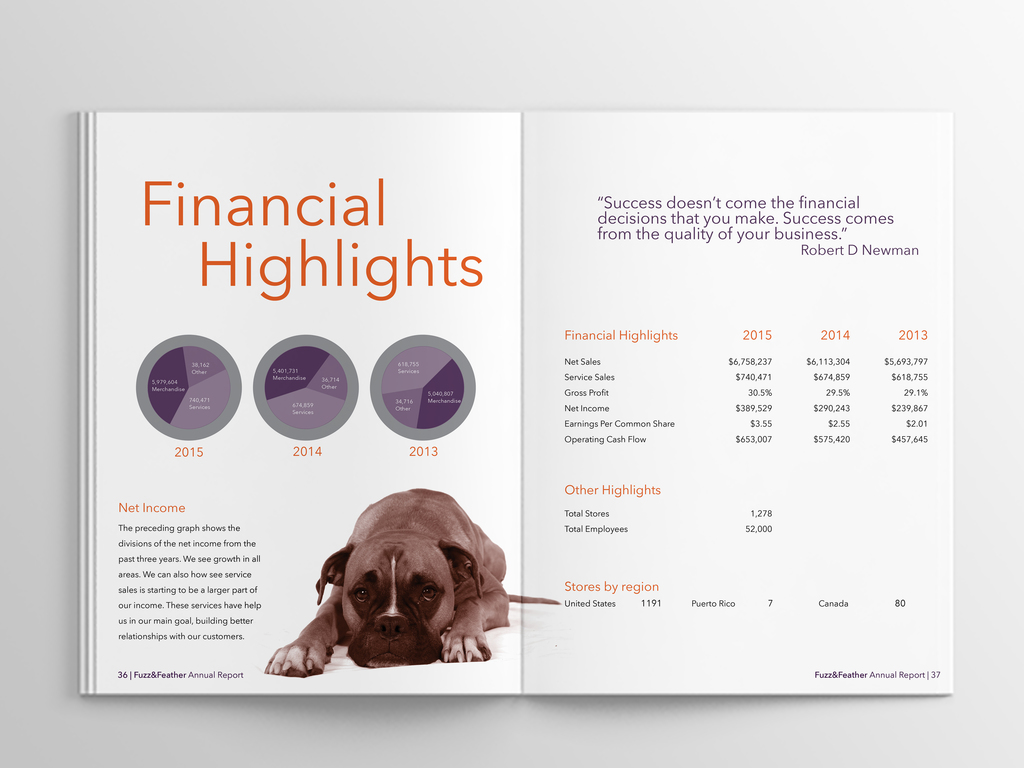 Financial
Highlights
5,979,604
Merchandise
38,162
Other
740,471
Services
2015
5,401,731
Merchandise
36,714
Other
674,859
Services
2014
618,755
Services
34,716
Other
5,040,807
Merchandise
2013
Net Income
The preceding graph shows the
divisions of the net income from the
past three years. We see growth in all
areas. We can also how see service
sales is starting to be a larger part of
our income. These services have help
us in our main goal, building better
relationships with our customers.
36 | Fuzz&Feather Annual Report
“Success doesn’t come the financial
decisions that you make. Success comes
from the quality of your business.”
Robert D Newman
Financial Highlights 2015 2014 2013
Net Sales $6,758,237 $6,113,304 $5,693,797
Service Sales $740,471 $674,859 $618,755
Gross Profit 30.5% 29.5% 29.1%
Net Income $389,529 $290,243 $239,867
Earnings Per Common Share $3.55 $2.55 $2.01
Operating Cash Flow $653,007 $575,420 $457,645
Other Highlights
Total Stores 1,278
Total Employees 52,000
Stores by region
United States 1191 Puerto Rico 7 Canada 80
Fuzz&Feather Annual Report | 37